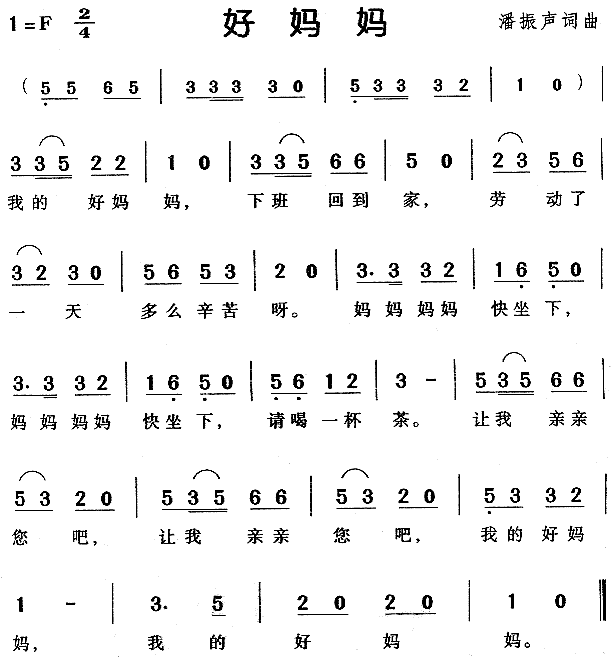 1=F 2/4 好妈妈 潘振声词曲
(5 5 6 5 | 3 3 3 3 0 | 5 3 3 3 2 | 1 0) |
3 3 5 2 2 | 1 0 | 3 3 5 6 6 | 5 0 | 2 3 5 6 |
我的 好妈 妈, 下班 回到 家, 劳 动了
3 2 3 0 | 5 6 5 3 | 2 0 | 3. 3 3 2 | 1 6 5 0 |
一 天 多么辛苦 呀。 妈妈妈妈 快坐下,
3. 3 3 2 | 1 6 5 0 | 5 6 1 2 | 3 - | 5 3 5 6 6 |
妈妈妈妈 快坐下, 请喝一杯 茶。 让我 亲亲
5 3 2 0 | 5 3 5 6 6 | 5 3 2 0 | 5 3 3 2 |
您 吧, 让我 亲亲 您 吧, 我的好妈
1 - | 3. 5 | 2 0 2 0 | 1 0 ‖
妈, 我 的 好 妈 妈。